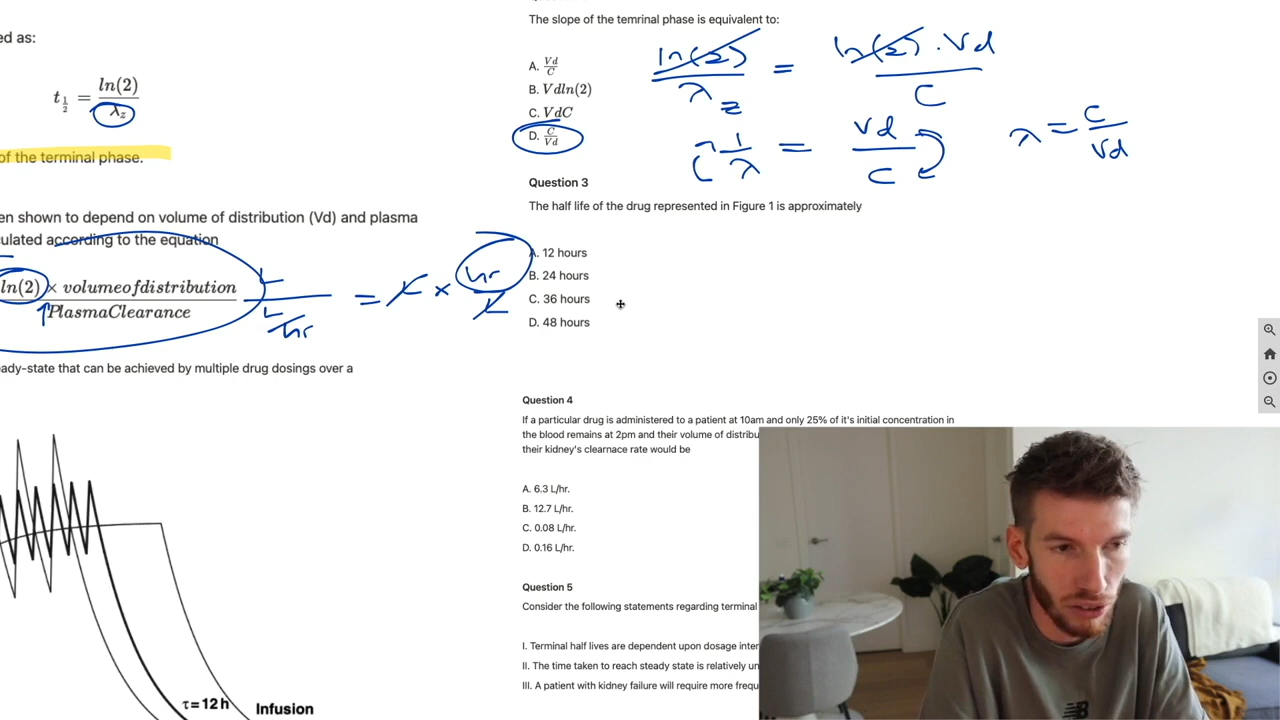 ed as:
t 1/2 = ln(2) / λz
of the terminal phase.
en shown to depend on volume of distribution (Vd) and plasma
ulated according to the equation
ln(2) × volumeofdistribution / PlasmaClearance
L / L/hr = L × hr / L
eady-state that can be achieved by multiple drug dosings over a
τ = 12 h
Infusion
The slope of the temrinal phase is equivalent to:
A. Vd/C
B. Vdln(2)
C. VdC
D. C/Vd
ln(2) / λz = ln(2) . Vd / C
1/λ = Vd / C
λ = C / Vd
Question 3
The half life of the drug represented in Figure 1 is approximately
A. 12 hours
B. 24 hours
C. 36 hours
D. 48 hours
Question 4
If a particular drug is administered to a patient at 10am and only 25% of it's initial concentration in
the blood remains at 2pm and their volume of distribu
their kidney's clearnace rate would be
A. 6.3 L/hr.
B. 12.7 L/hr.
C. 0.08 L/hr.
D. 0.16 L/hr.
Question 5
Consider the following statements regarding terminal
I. Terminal half lives are dependent upon dosage inter
II. The time taken to reach steady state is relatively un
III. A patient with kidney failure will require more frequ